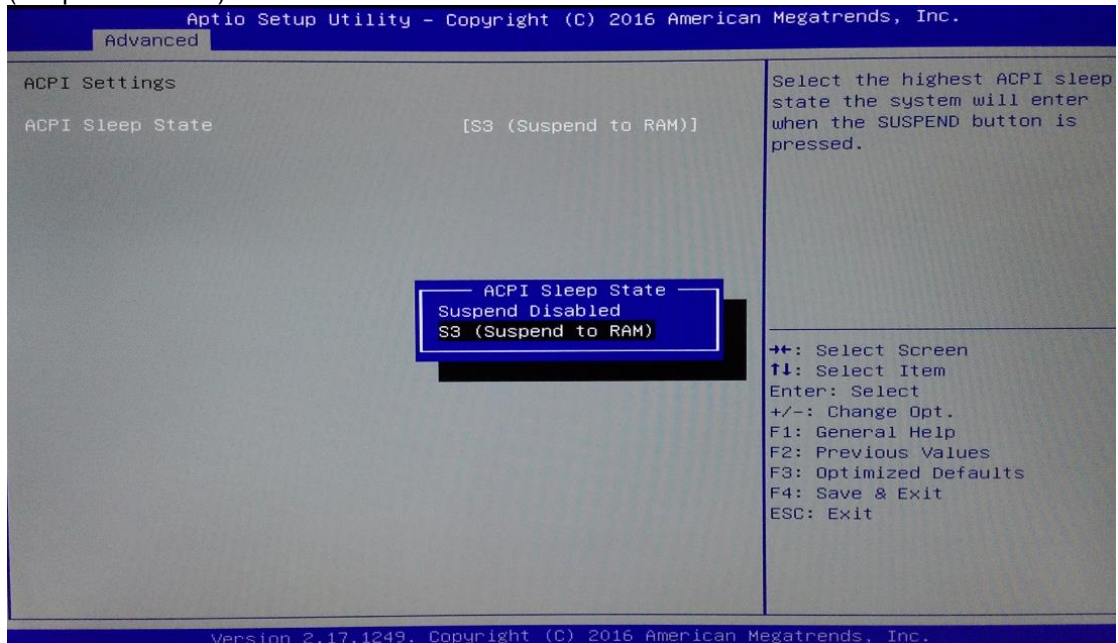 Aptio Setup Utility – Copyright (C) 2016 American Megatrends, Inc.
Advanced
ACPI Settings
ACPI Sleep State [S3 (Suspend to RAM)]
ACPI Sleep State
Suspend Disabled
S3 (Suspend to RAM)
Select the highest ACPI sleep
state the system will enter
when the SUSPEND button is
pressed.
→←: Select Screen
↑↓: Select Item
Enter: Select
+/-: Change Opt.
F1: General Help
F2: Previous Values
F3: Optimized Defaults
F4: Save & Exit
ESC: Exit
Version 2.17.1249. Copyright (C) 2016 American Megatrends, Inc.